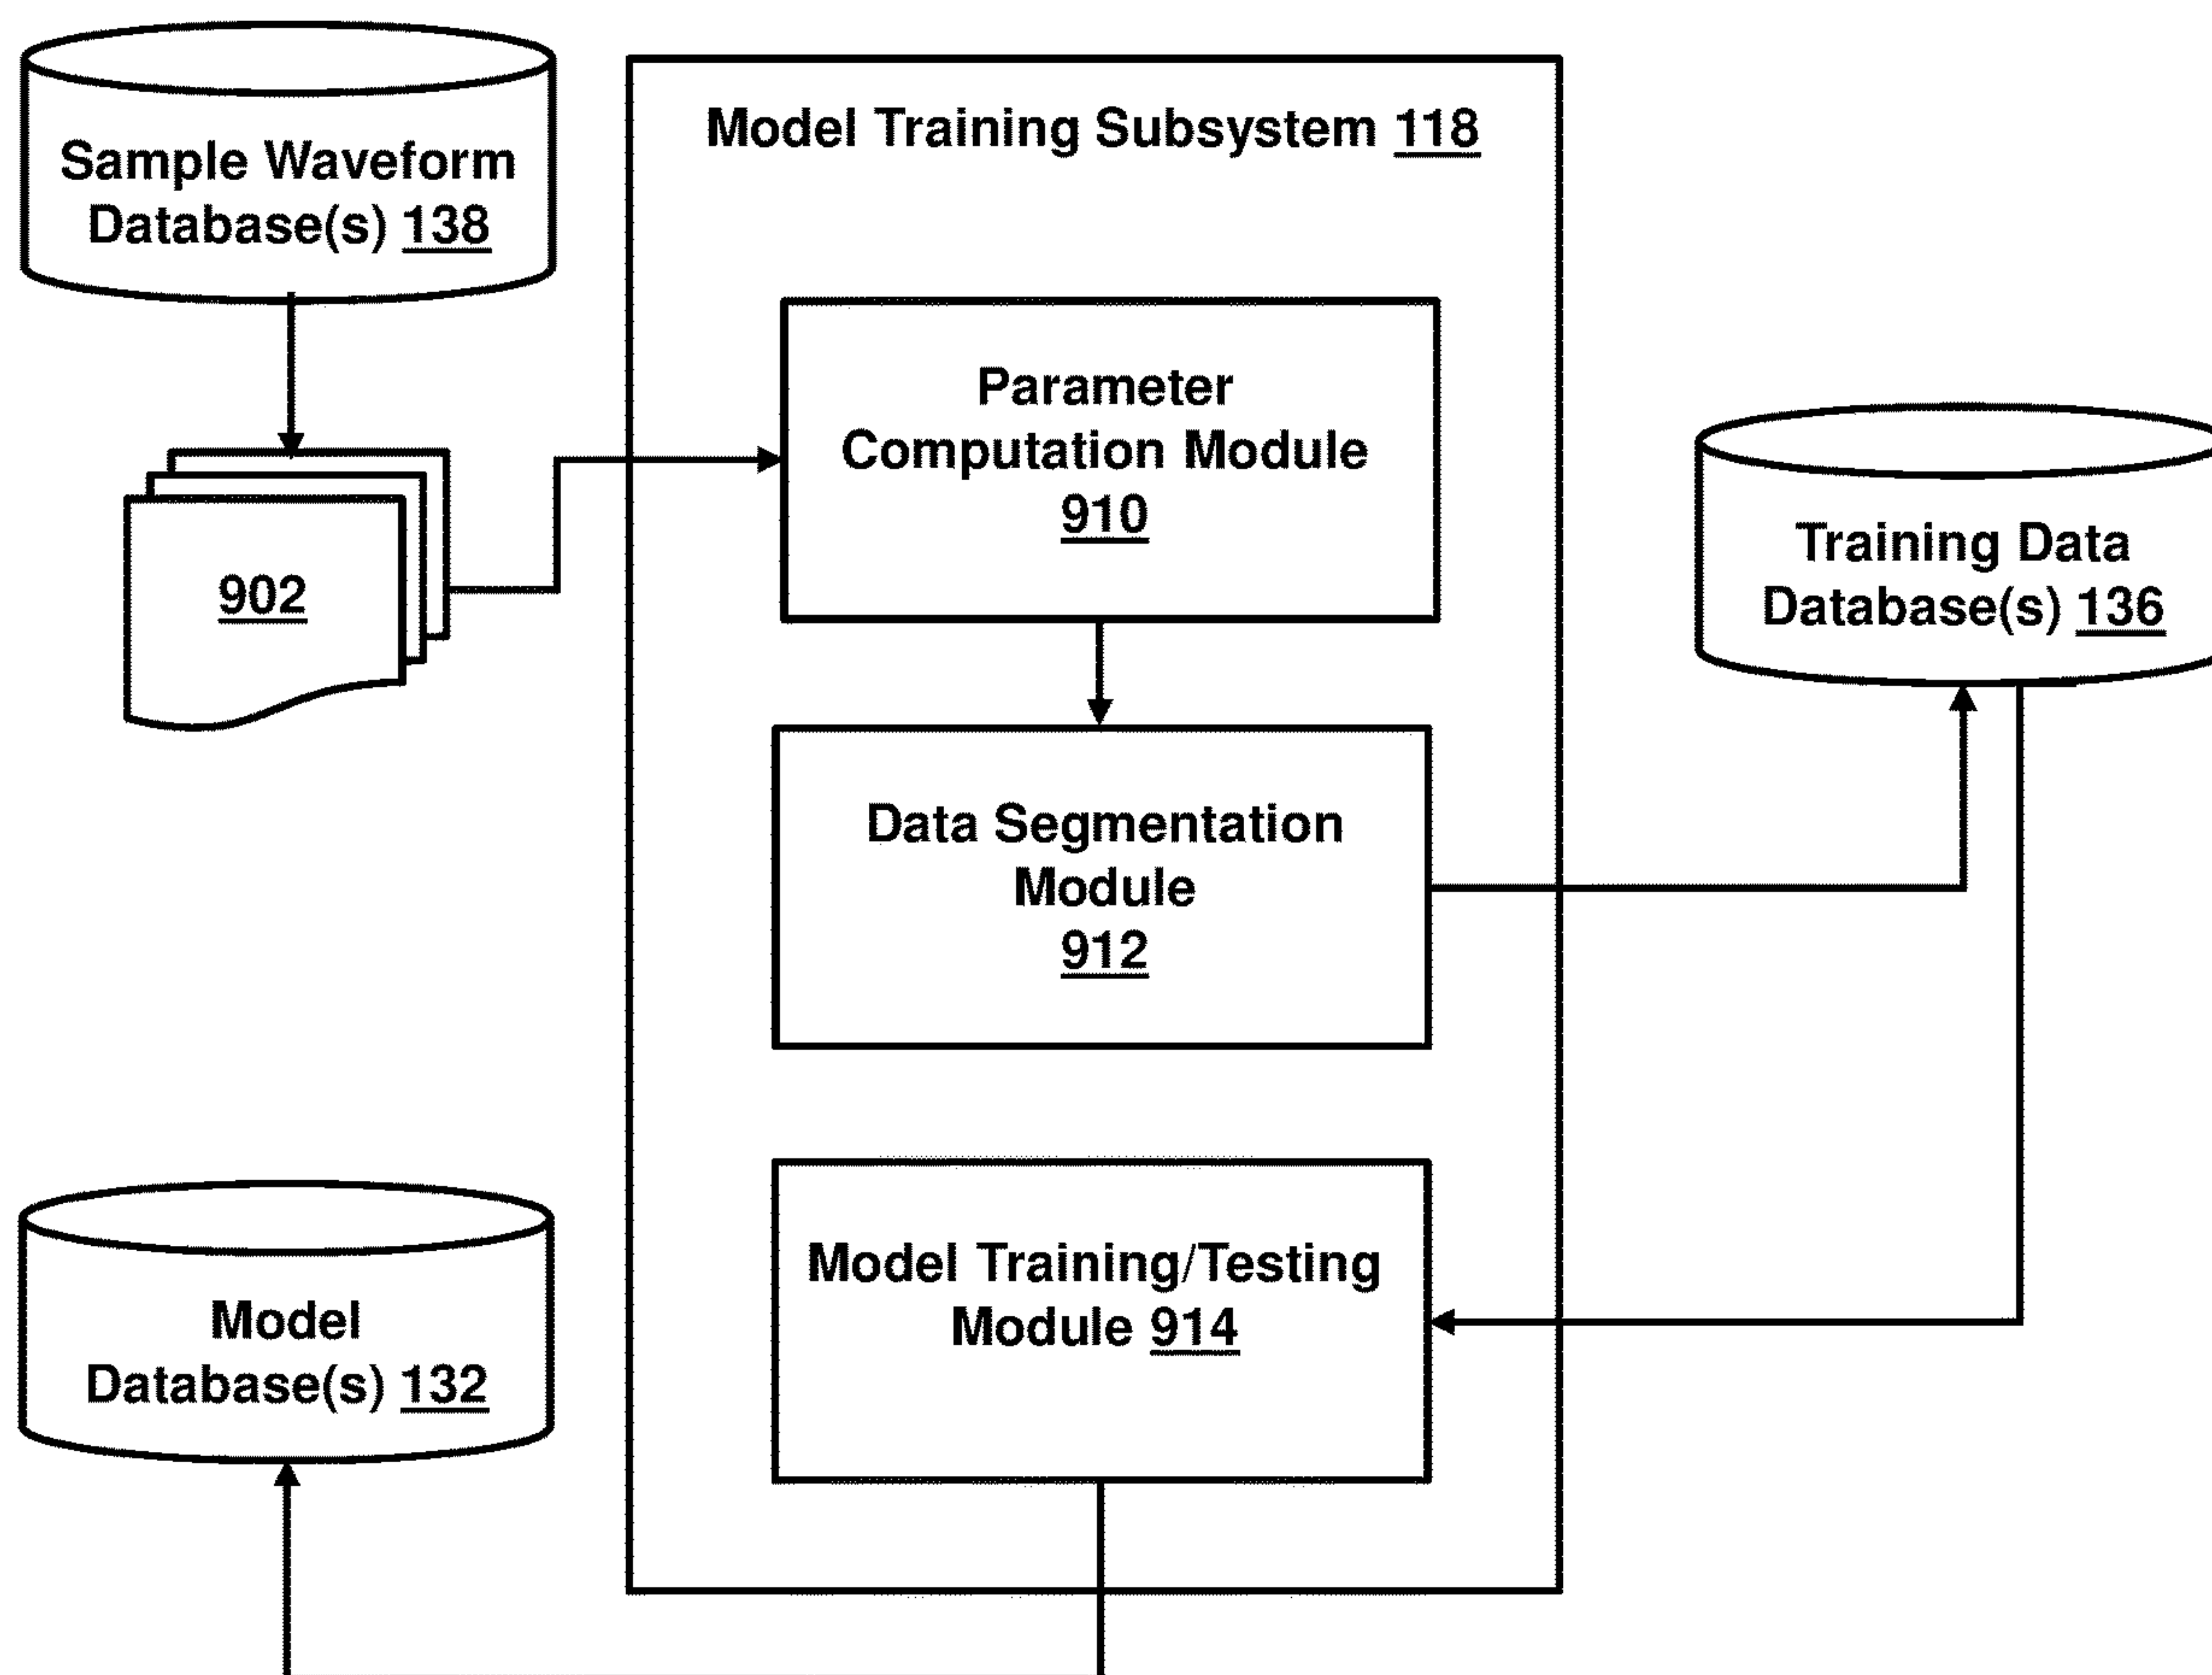 Sample Waveform
Database(s) 138
Model Training Subsystem 118
Parameter
Computation Module
910
902
Training Data
Database(s) 136
Data Segmentation
Module
912
Model Training/Testing
Module 914
Model
Database(s) 132